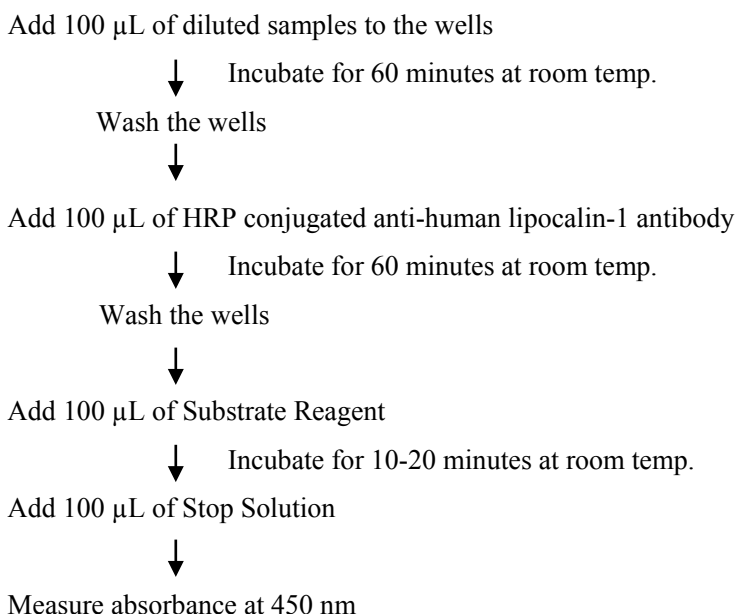 Add 100 µL of diluted samples to the wells
Incubate for 60 minutes at room temp.
Wash the wells
Add 100 µL of HRP conjugated anti-human lipocalin-1 antibody
Incubate for 60 minutes at room temp.
Wash the wells
Add 100 µL of Substrate Reagent
Incubate for 10-20 minutes at room temp.
Add 100 µL of Stop Solution
Measure absorbance at 450 nm